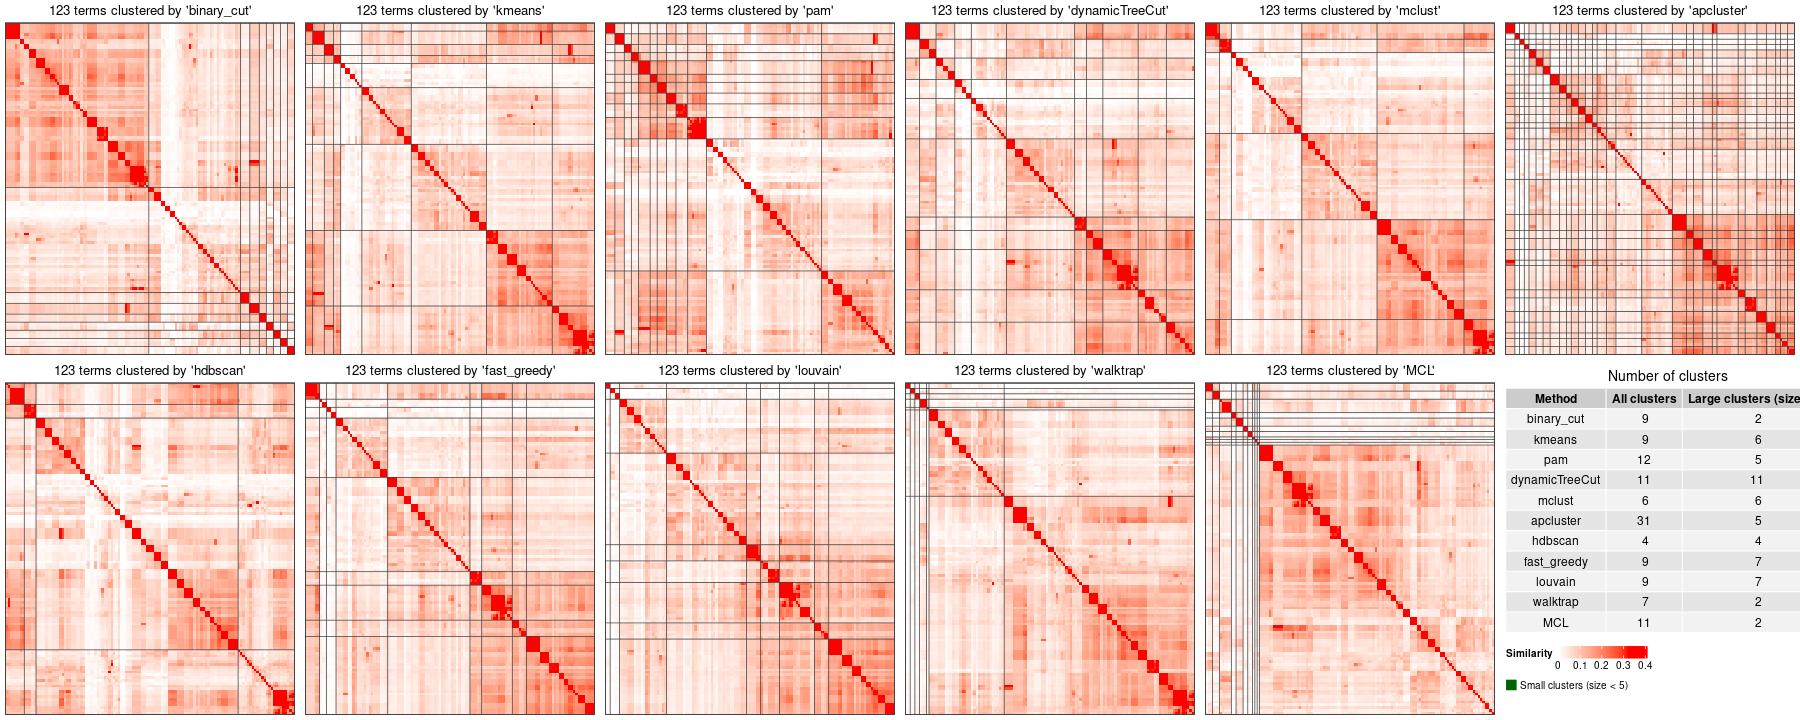 123 terms clustered by 'binary_cut'
123 terms clustered by 'kmeans'
123 terms clustered by 'pam'
123 terms clustered by 'dynamicTreeCut'
123 terms clustered by 'mclust'
123 terms clustered by 'apcluster'
123 terms clustered by 'hdbscan'
123 terms clustered by 'fast_greedy'
123 terms clustered by 'louvain'
123 terms clustered by 'walktrap'
123 terms clustered by 'MCL'
Number of clusters
Method All clusters Large clusters (size
binary_cut 9 2
kmeans 9 6
pam 12 5
dynamicTreeCut 11 11
mclust 6 6
apcluster 31 5
hdbscan 4 4
fast_greedy 9 7
louvain 9 7
walktrap 7 2
MCL 11 2
Similarity
0 0.1 0.2 0.3 0.4
Small clusters (size < 5)